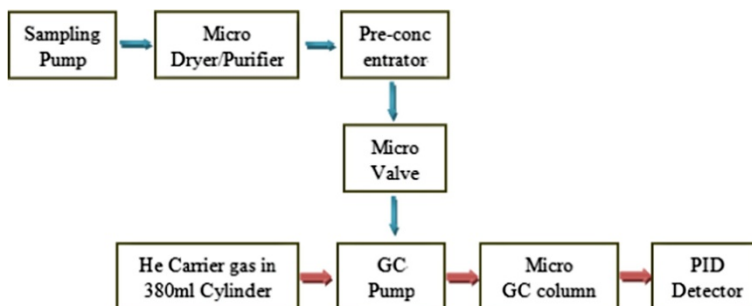 Sampling
Pump
Micro
Dryer/Purifier
Pre-conc
entrator
Micro
Valve
He Carrier gas in
380ml Cylinder
GC
Pump
Micro
GC column
PID
Detector